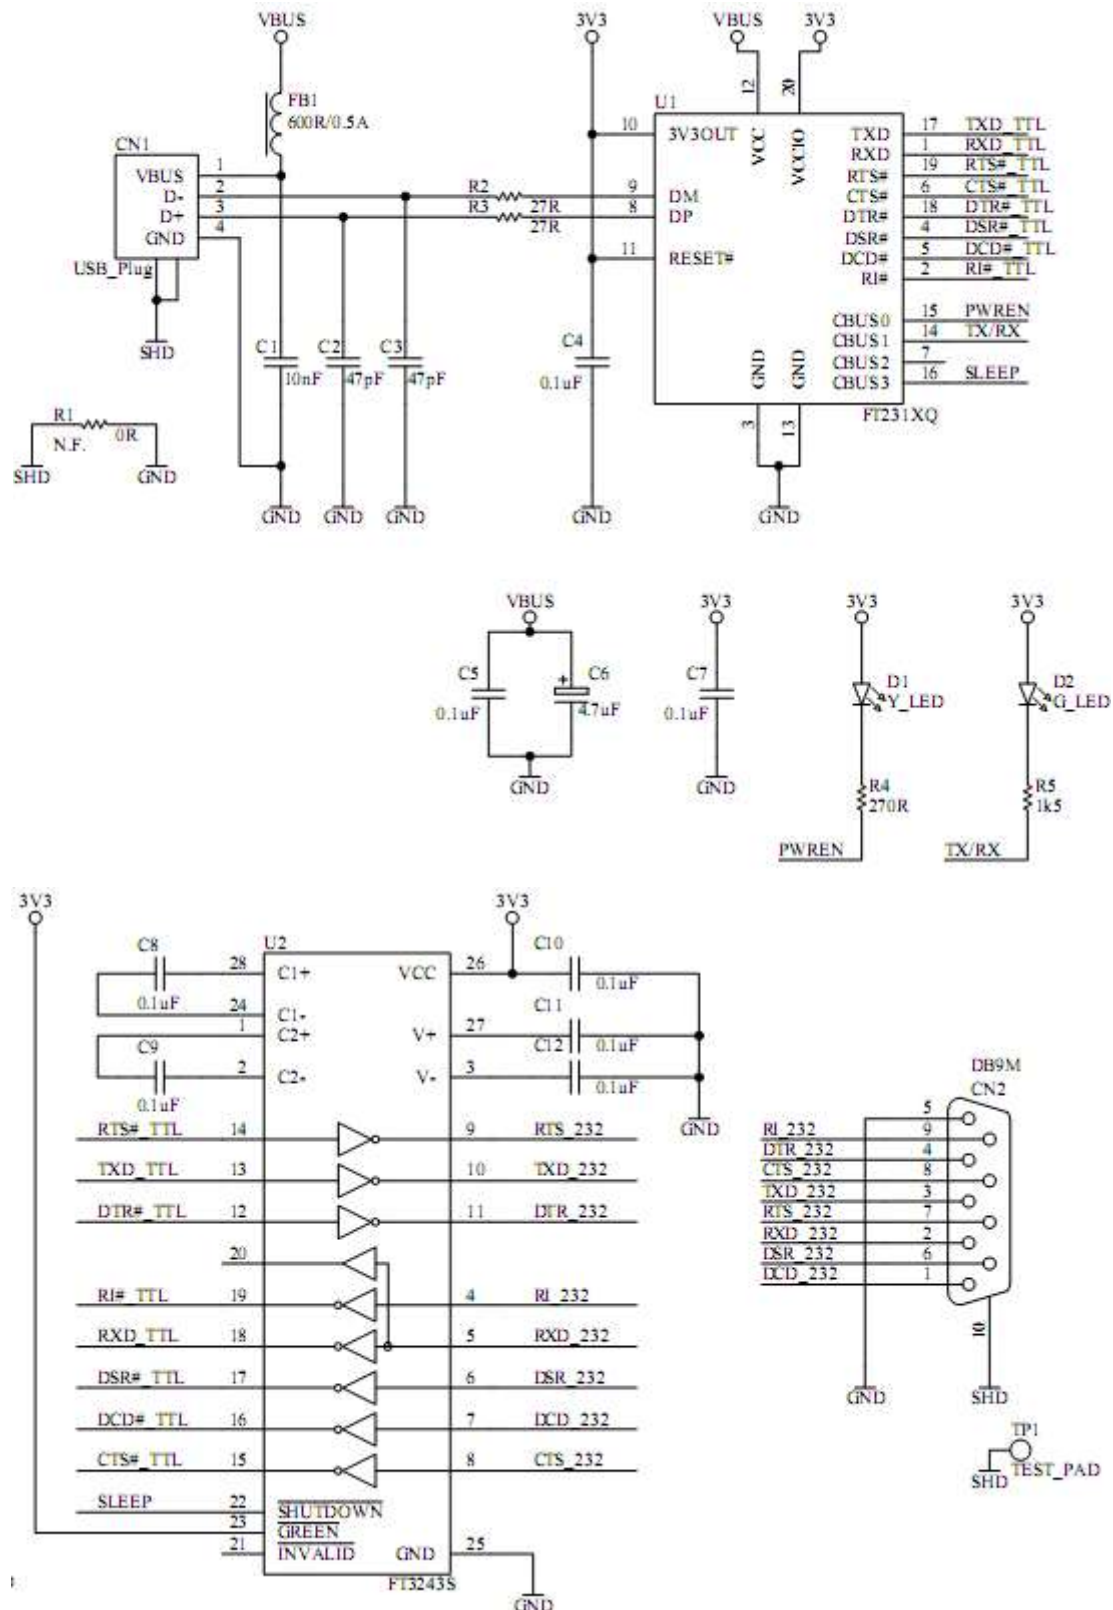 VBUS
3V3
VBUS
3V3
FB1
600R/0.5A
CN1
1
VBUS
2
D-
3
D+
4
GND
USB_Plug
SHD
R2
27R
R3
27R
U1
12
20
VCC
VCCIO
10
3V3OUT
9
DM
8
DP
11
RESET#
TXD
17
TXD_TTL
RXD
1
RXD_TTL
RTS#
19
RTS#_TTL
CTS#
6
CTS#_TTL
DTR#
18
DTR#_TTL
DSR#
4
DSR#_TTL
DCD#
5
DCD#_TTL
RI#
2
RI#_TTL
CBUS0
15
PWREN
CBUS1
14
TX/RX
CBUS2
7
CBUS3
16
SLEEP
GND
GND
3
13
FT231XQ
C1
10nF
C2
47pF
C3
47pF
C4
0.1uF
R1
N.F.
0R
SHD
GND
GND
GND
GND
GND
GND
VBUS
C5
0.1uF
+
C6
4.7uF
GND
3V3
C7
0.1uF
GND
3V3
D1
Y_LED
R4
270R
PWREN
3V3
D2
G_LED
R5
1k5
TX/RX
3V3
3V3
U2
C8
0.1uF
28
C1+
24
C1-
1
C2+
C9
0.1uF
2
C2-
VCC
26
C10
0.1uF
V+
27
C11
0.1uF
V-
3
C12
0.1uF
GND
RTS#_TTL
14
9
RTS_232
TXD_TTL
13
10
TXD_232
DTR#_TTL
12
11
DTR_232
20
RI#_TTL
19
4
RI_232
RXD_TTL
18
5
RXD_232
DSR#_TTL
17
6
DSR_232
DCD#_TTL
16
7
DCD_232
CTS#_TTL
15
8
CTS_232
SLEEP
22
SHUTDOWN
23
GREEN
21
INVALID
GND
25
FT3243S
GND
DB9M
CN2
5
RI_232
9
DTR_232
4
CTS_232
8
TXD_232
3
RTS_232
7
RXD_232
2
DSR_232
6
DCD_232
1
10
GND
SHD
TP1
TEST_PAD
SHD